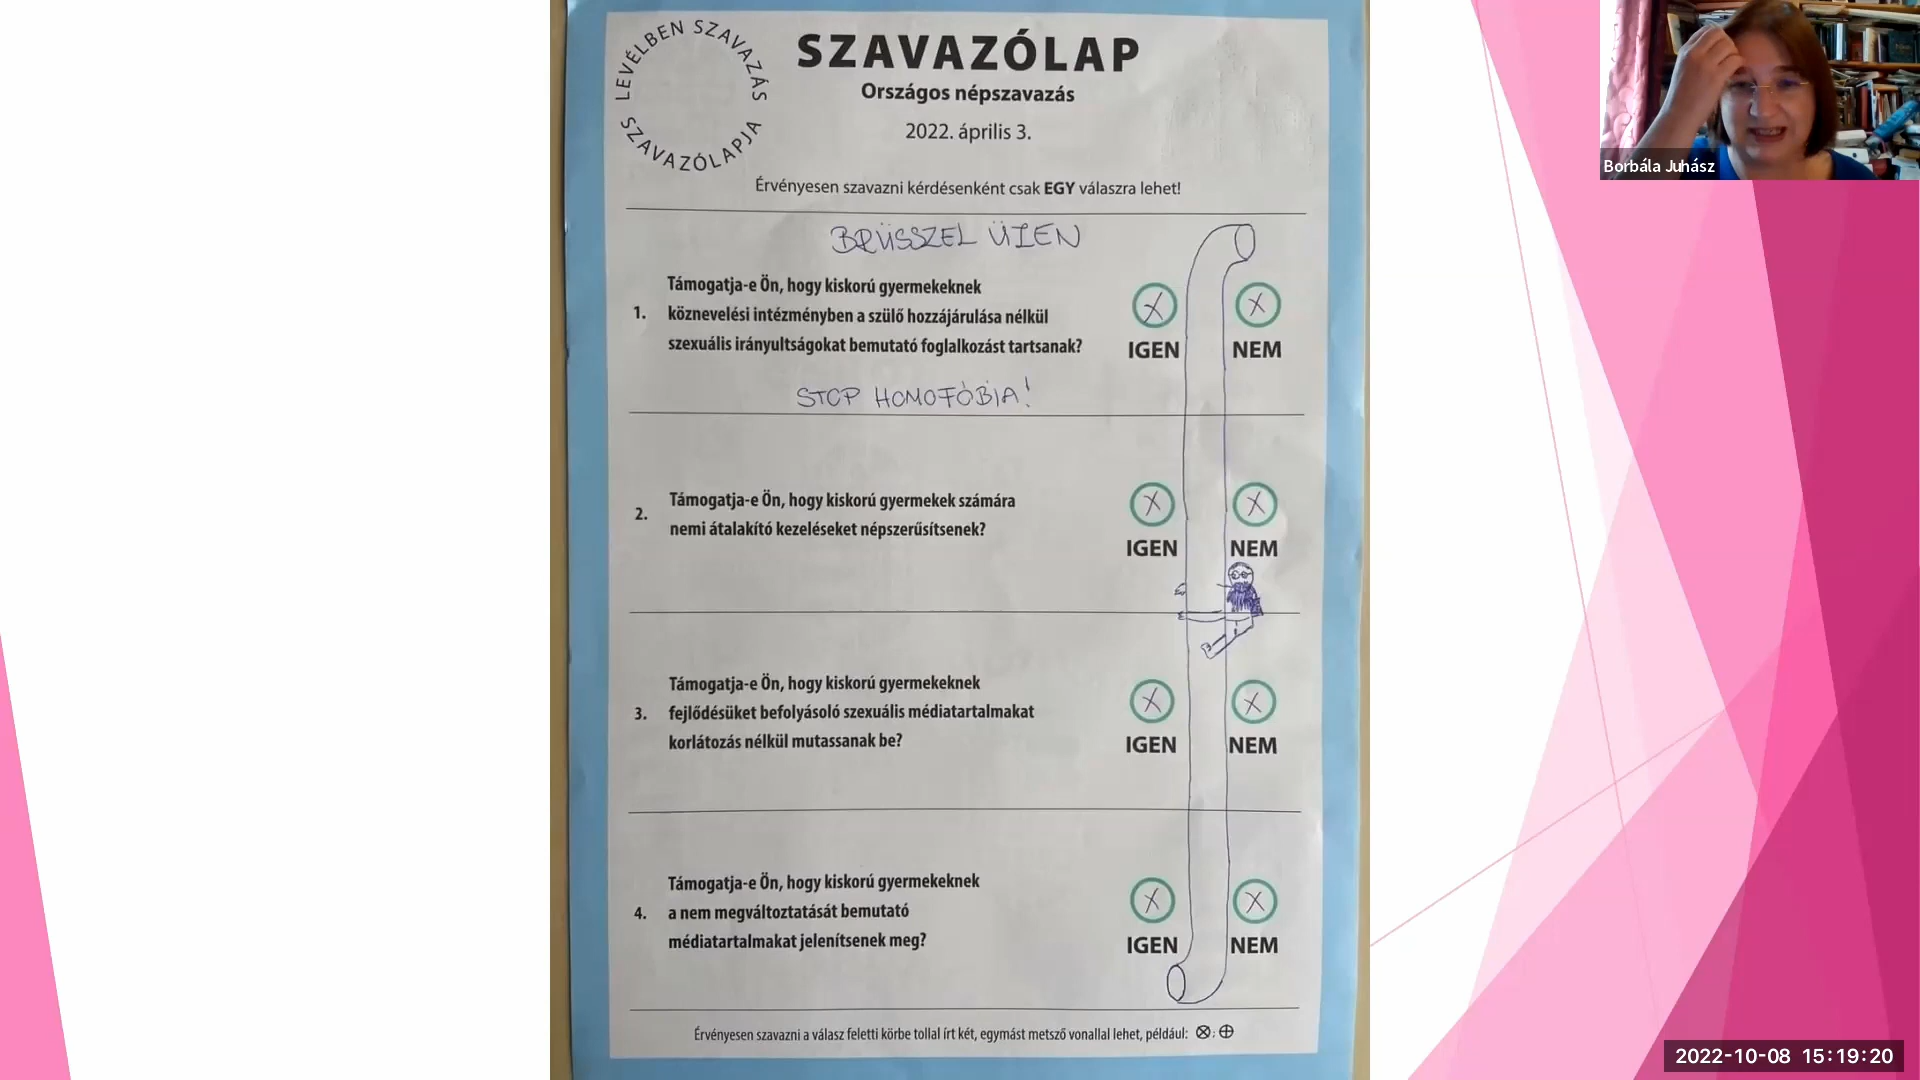 LEVÉLBEN SZAVAZÁS
SZAVAZÓLAPJA
SZAVAZÓLAP
Országos népszavazás
2022. április 3.
Érvényesen szavazni kérdésenként csak EGY válaszra lehet!
BRÜSSZEL ÜZEN
1. Támogatja-e Ön, hogy kiskorú gyermekeknek
köznevelési intézményben a szülő hozzájárulása nélkül
szexuális irányultságokat bemutató foglalkozást tartsanak?
IGEN NEM
STOP HOMOFÓBIA!
2. Támogatja-e Ön, hogy kiskorú gyermekek számára
nemi átalakító kezeléseket népszerűsítsenek?
IGEN NEM
3. Támogatja-e Ön, hogy kiskorú gyermekeknek
fejlődésüket befolyásoló szexuális médiatartalmakat
korlátozás nélkül mutassanak be?
IGEN NEM
4. Támogatja-e Ön, hogy kiskorú gyermekeknek
a nem megváltoztatását bemutató
médiatartalmakat jelenítsenek meg?
IGEN NEM
Érvényesen szavazni a válasz feletti körbe tollal írt két, egymást metsző vonallal lehet, például: ⊗; ⊕
Borbála Juhász
2022-10-08 15:19:20